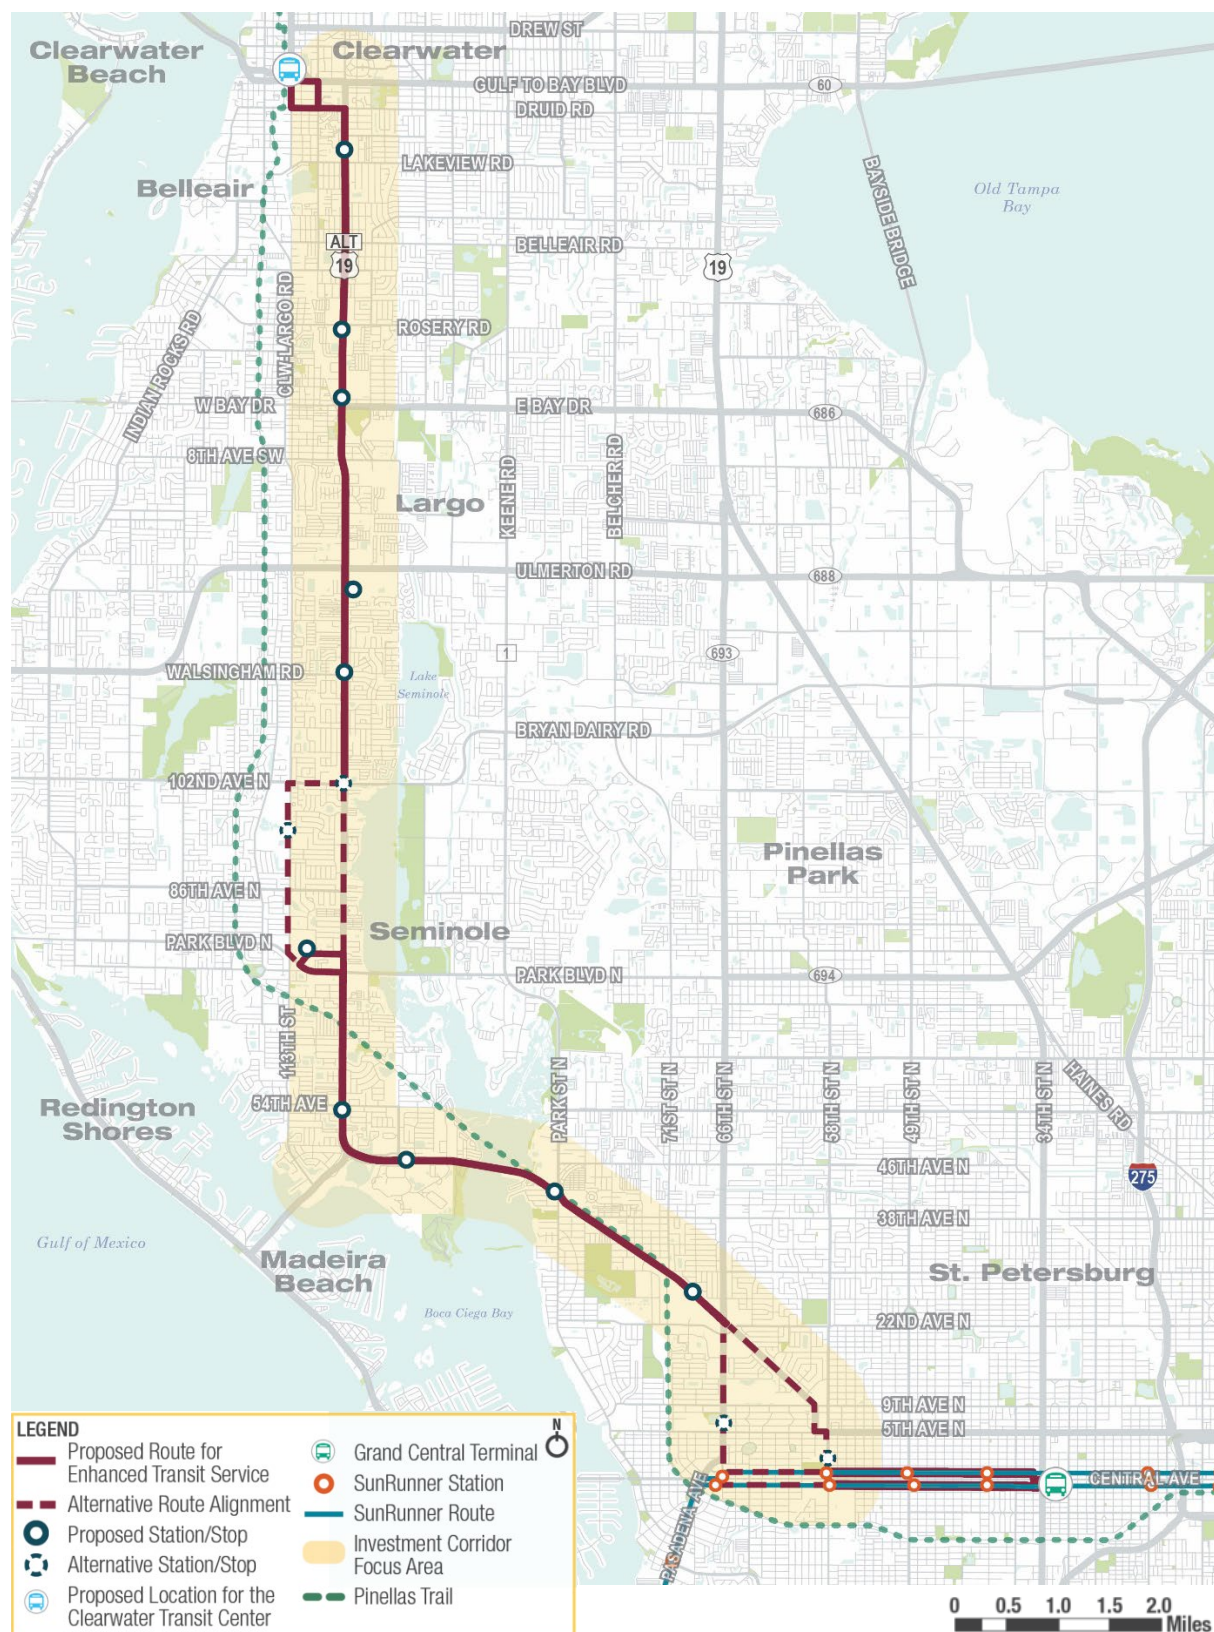 DREW ST
Clearwater
Beach
Clearwater
GULF TO BAY BLVD
60
DRUID RD
LAKEVIEW RD
BAYSIDE BRIDGE
Belleair
Old Tampa
Bay
ALT
19
BELLEAIR RD
19
CLW-LARGO RD
INDIAN ROCKS RD
ROSERY RD
W BAY DR
E BAY DR
686
8TH AVE SW
KEENE RD
BELCHER RD
Largo
ULMERTON RD
688
WALSINGHAM RD
1
693
Lake
Seminole
BRYAN DAIRY RD
102ND AVE N
Pinellas
Park
86TH AVE N
Seminole
PARK BLVD N
PARK BLVD N
694
113TH ST
PARK ST N
71ST ST N
66TH ST N
58TH ST N
49TH ST N
34TH ST N
HAINES RD
Redington
Shores
54TH AVE
46TH AVE N
275
38TH AVE N
Gulf of Mexico
Madeira
Beach
St. Petersburg
Boca Ciega Bay
22ND AVE N
9TH AVE N
5TH AVE N
CENTRAL AVE
PASADENA AVE
LEGEND
N
Proposed Route for
Enhanced Transit Service
Alternative Route Alignment
Proposed Station/Stop
Alternative Station/Stop
Proposed Location for the
Clearwater Transit Center
Grand Central Terminal
SunRunner Station
SunRunner Route
Investment Corridor
Focus Area
Pinellas Trail
0 0.5 1.0 1.5 2.0
Miles